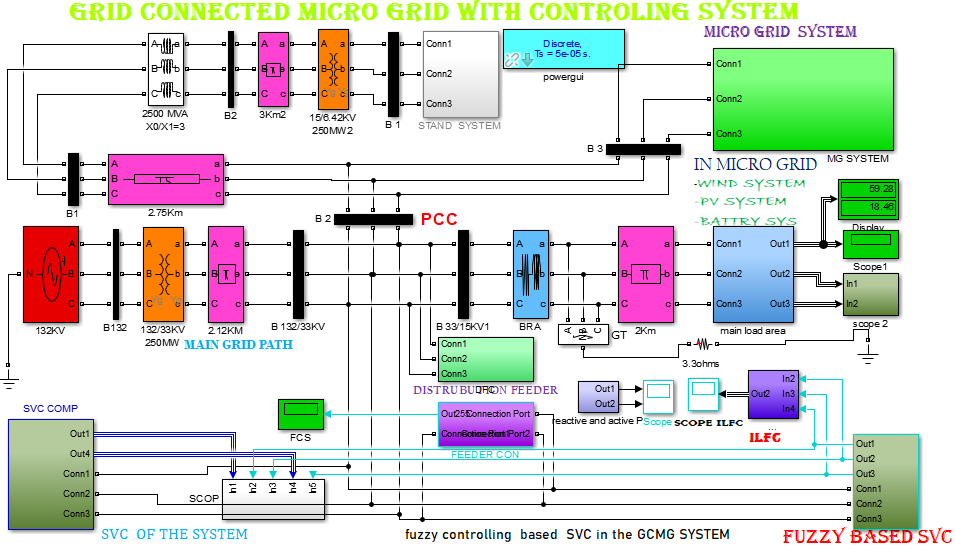 GRID CONNECTED MICRO GRID WITH CONTROLING SYSTEM
MICRO GRID SYSTEM
A a
B b
C c
2500 MVA
X0/X1=3
B2
A a
B b
C c
3Km2
A a
B b
C c
15/6.42KV
250MW2
B 1
Conn1
Conn2
Conn3
STAND SYSTEM
Discrete,
Ts = 5e-05 s.
powergui
Conn1
Conn2
Conn3
MG SYSTEM
B 3
IN MICRO GRID
-WIND SYSTEM
-PV SYSTEM
-BATTRY SYS
59.28
18.46
Display
B1
A a
B b
C c
2.75Km
B 2
PCC
N
A
B
C
132KV
B132
A a
B b
C c
132/33KV
250MW
A a
B b
C c
2.12KM
MAIN GRID PATH
B 132/33KV
B 33/15KV1
A a
B b
C c
BRA
A
B
C
N
GT
A a
B b
C c
2Km
Conn1 Out1
Conn2 Out2
Conn3 Out3
main load area
Scope1
In1
In2
scope 2
3.3ohms
Conn1
Conn2
Conn3
DISTRUBUTION FEEDER
Out1
Out2
reactive and active P
Scope
SCOPE ILFC
In2
In3
In4
Out2
...
ILFC
FCS
Connection Port
Connection Port2
FEEDER CON
SVC COMP
Out1
Out4
Conn1
Conn2
Conn3
SVC OF THE SYSTEM
SCOP
In1
In2
In3
In4
In5
fuzzy controlling based SVC in the GCMG SYSTEM
Out1
Out2
Out3
Conn1
Conn2
Conn3
FUZZY BASED SVC